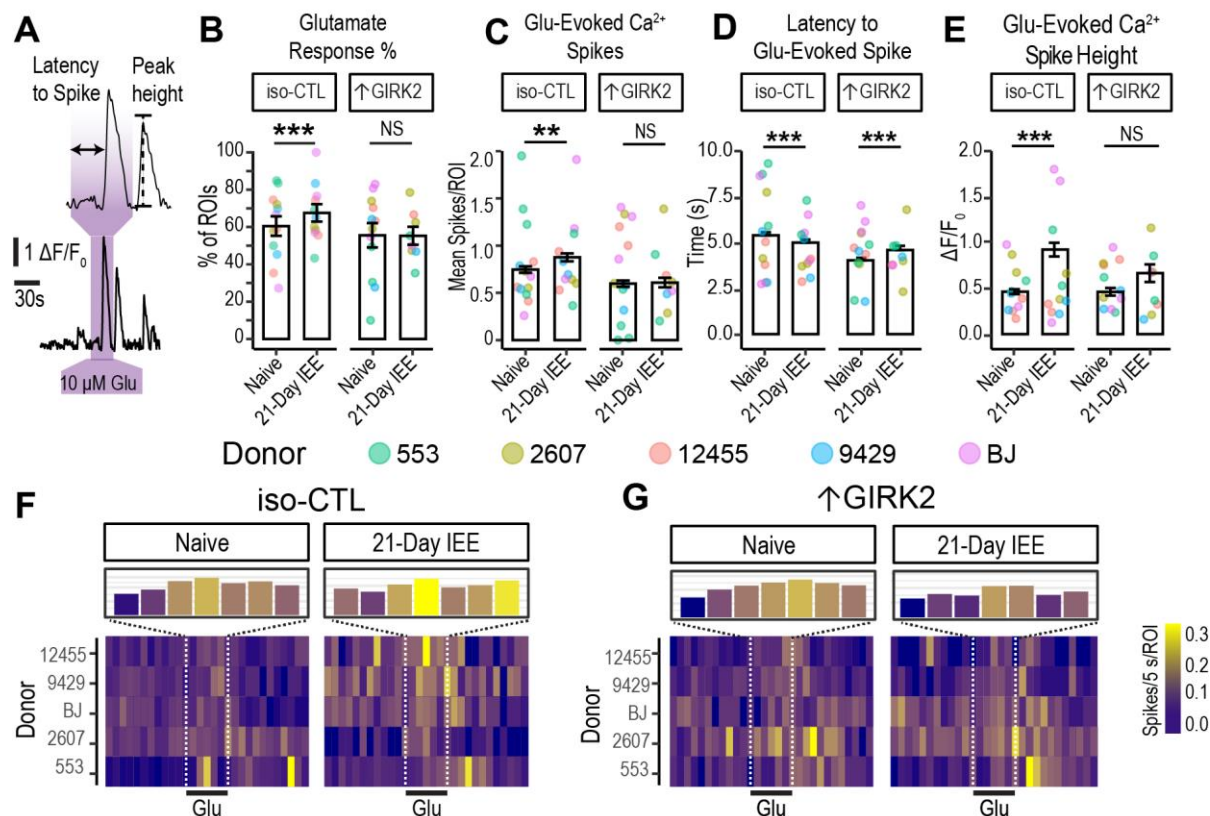 A
Latency
to Spike
Peak
height
1 ΔF/F0
30s
10 µM Glu
B
Glutamate
Response %
iso-CTL
↑GIRK2
***
NS
% of ROIs
100
90
80
70
60
50
40
30
20
10
0
Naive
21-Day IEE
Naive
21-Day IEE
C
Glu-Evoked Ca2+
Spikes
iso-CTL
↑GIRK2
**
NS
Mean Spikes/ROI
2.0
1.5
1.0
0.5
0.0
Naive
21-Day IEE
Naive
21-Day IEE
D
Latency to
Glu-Evoked Spike
iso-CTL
↑GIRK2
***
***
Time (s)
10.0
7.5
5.0
2.5
0.0
Naive
21-Day IEE
Naive
21-Day IEE
E
Glu-Evoked Ca2+
Spike Height
iso-CTL
↑GIRK2
***
NS
ΔF/F0
2.0
1.5
1.0
0.5
0.0
Naive
21-Day IEE
Naive
21-Day IEE
Donor 553 2607 12455 9429 BJ
F
iso-CTL
Naive
21-Day IEE
Donor
12455
9429
BJ
2607
553
Glu
Glu
G
↑GIRK2
Naive
21-Day IEE
Donor
12455
9429
BJ
2607
553
Glu
Glu
Spikes/5 s/ROI
0.3
0.2
0.1
0.0